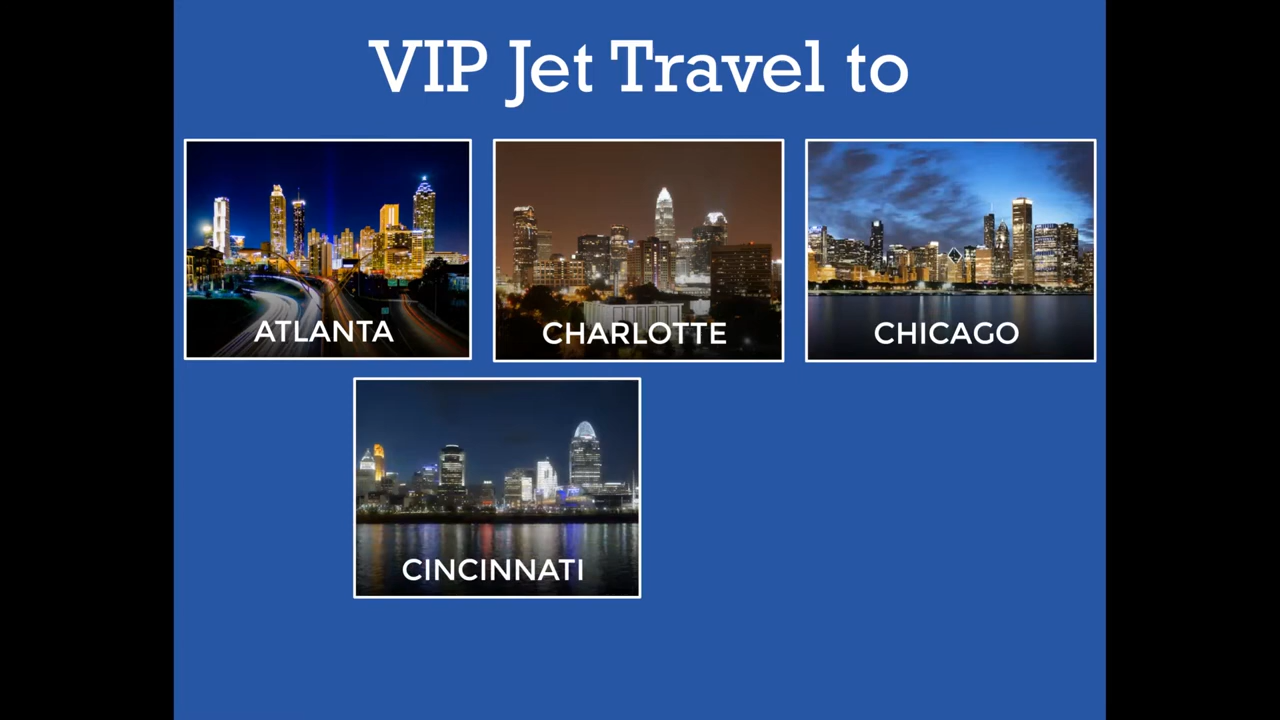 VIP Jet Travel to
ATLANTA
CHARLOTTE
CHICAGO
CINCINNATI